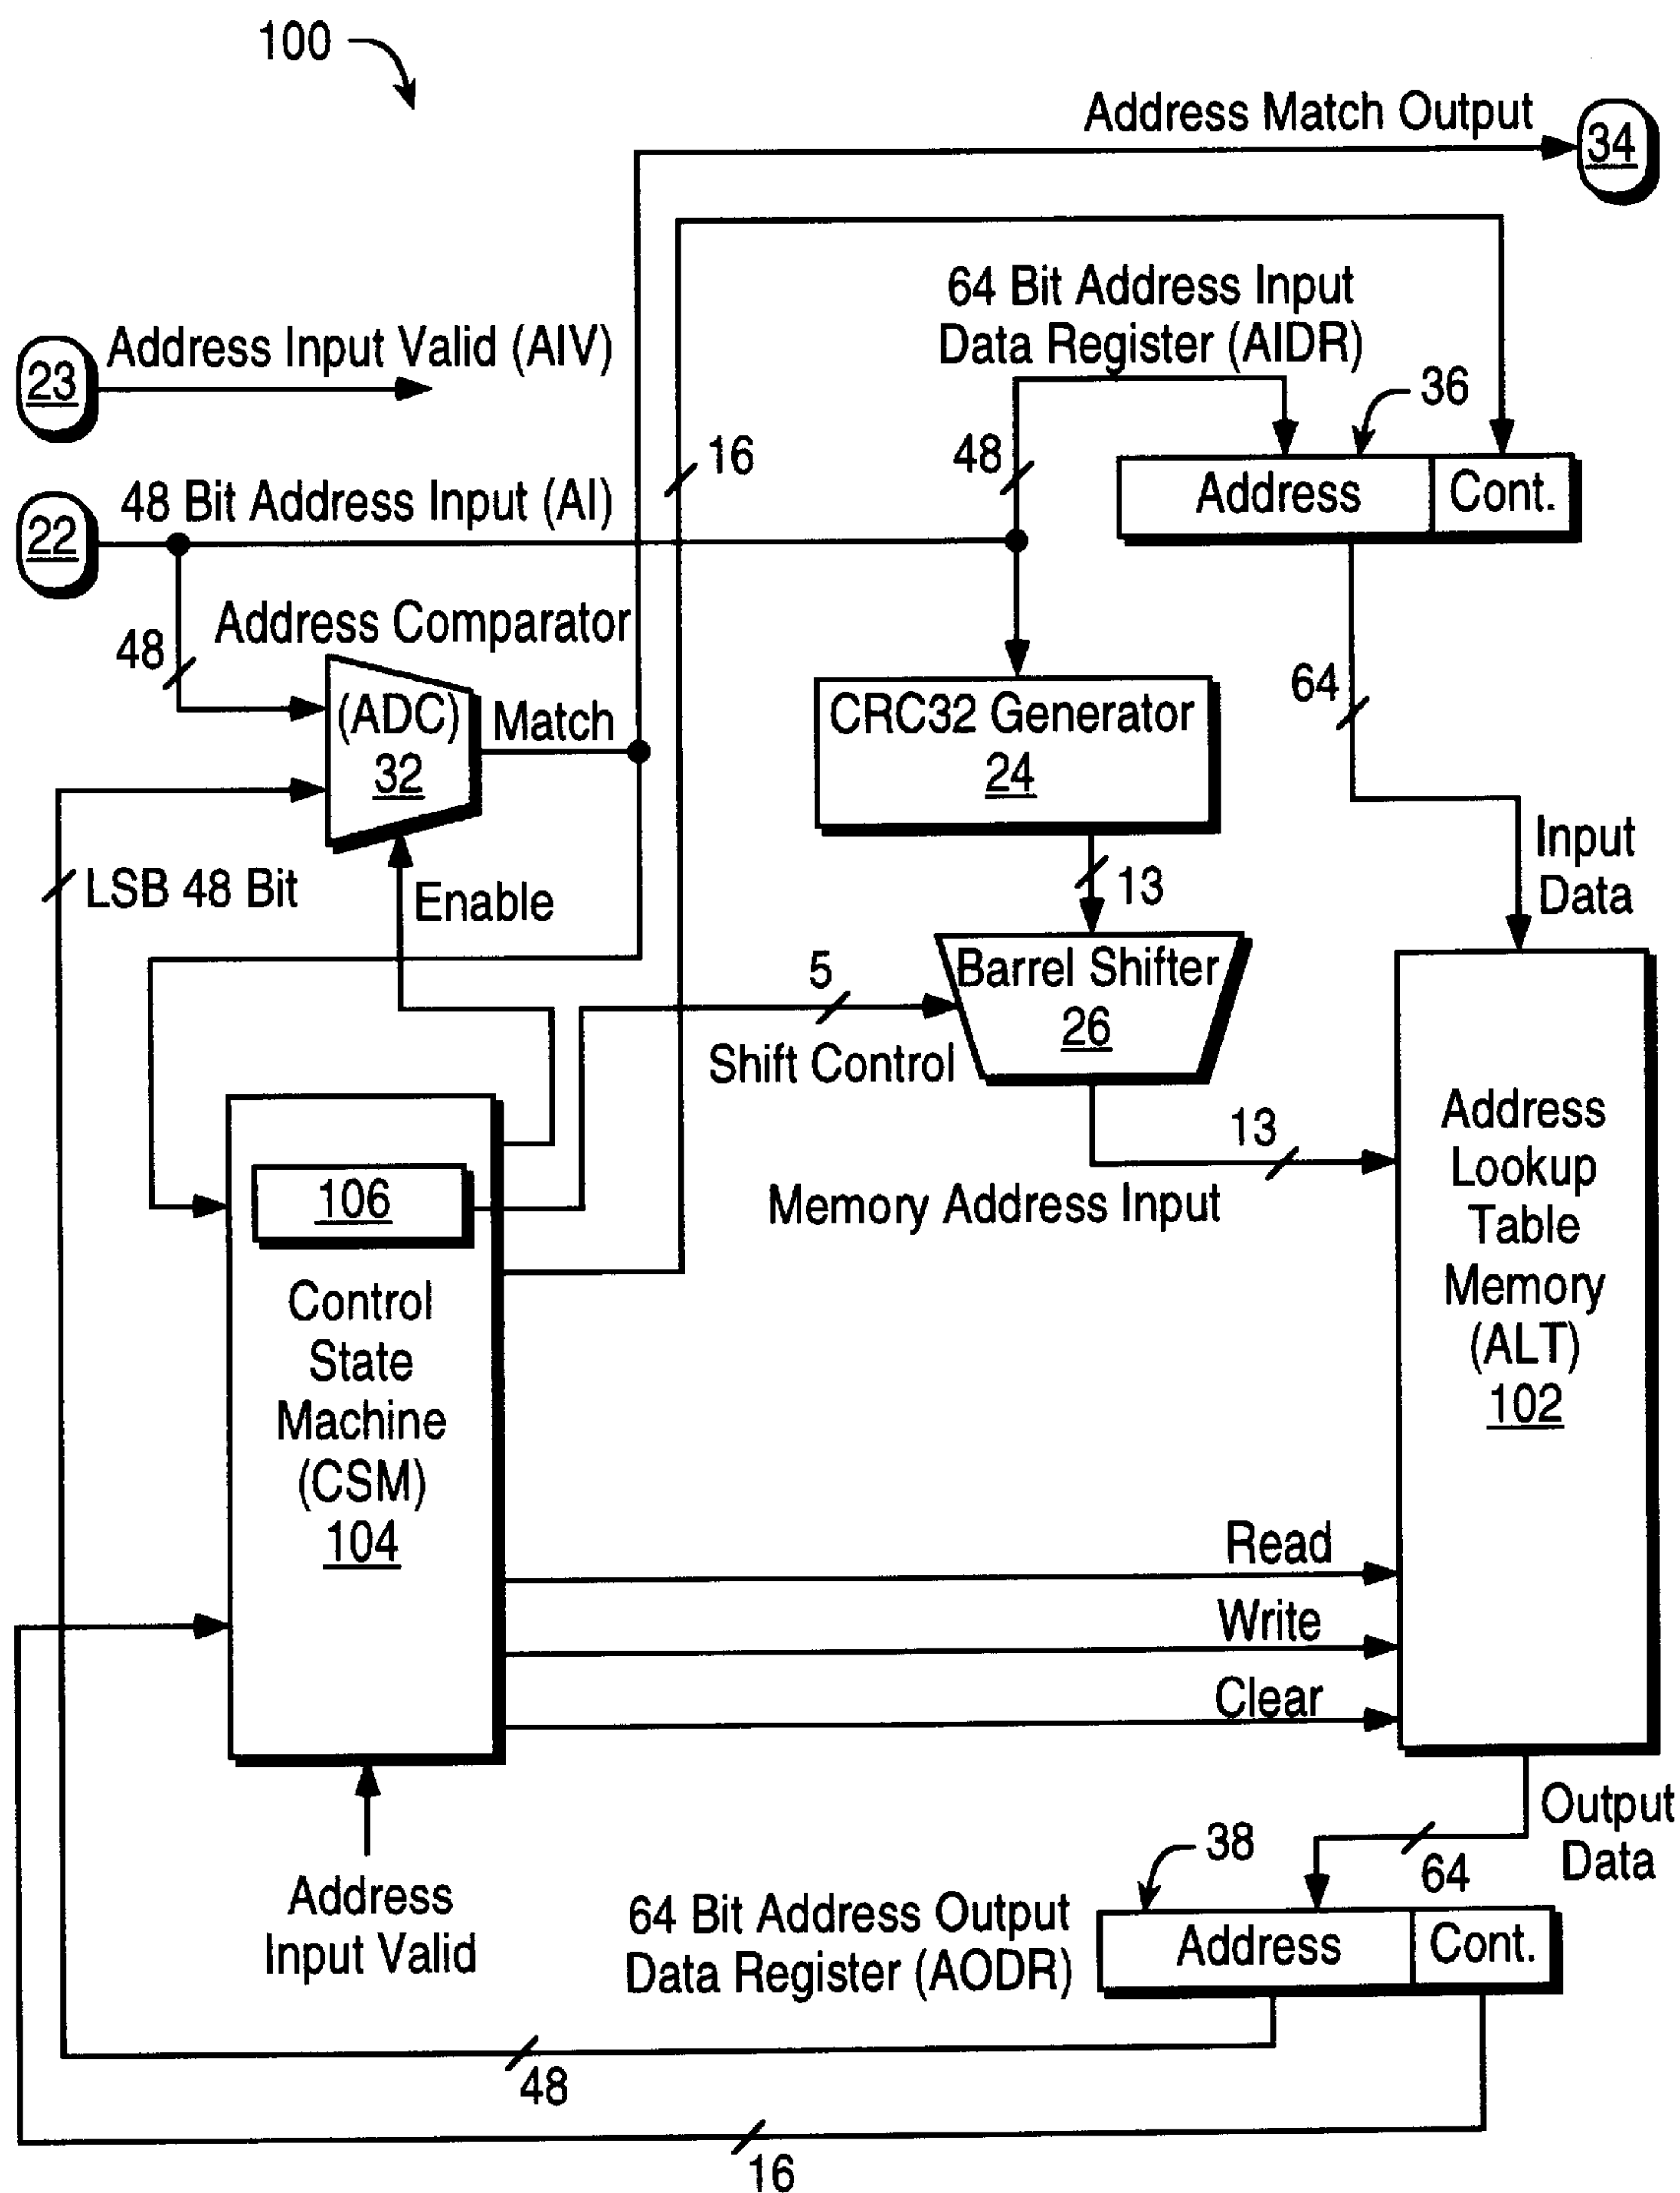 100
Address Match Output
34
64 Bit Address Input
Data Register (AIDR)
Address Input Valid (AIV)
23
36
16
48
Address
Cont.
48 Bit Address Input (AI)
22
Address Comparator
48
64
(ADC)
32
Match
CRC32 Generator
24
Input
Data
LSB 48 Bit
Enable
13
5
Barrel Shifter
26
Shift Control
13
Memory Address Input
Address
Lookup
Table
Memory
(ALT)
102
106
Control
State
Machine
(CSM)
104
Read
Write
Clear
Output
Data
64
38
Address
Input Valid
64 Bit Address Output
Data Register (AODR)
Address
Cont.
48
16